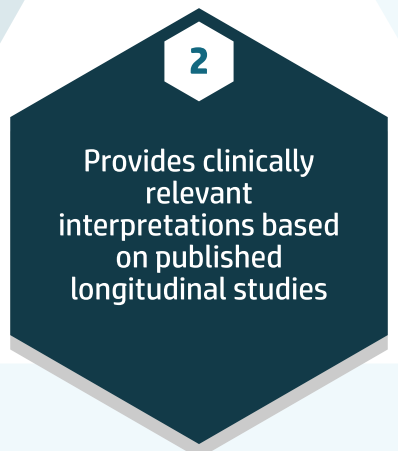 2
Provides clinically
relevant
interpretations based
on published
longitudinal studies